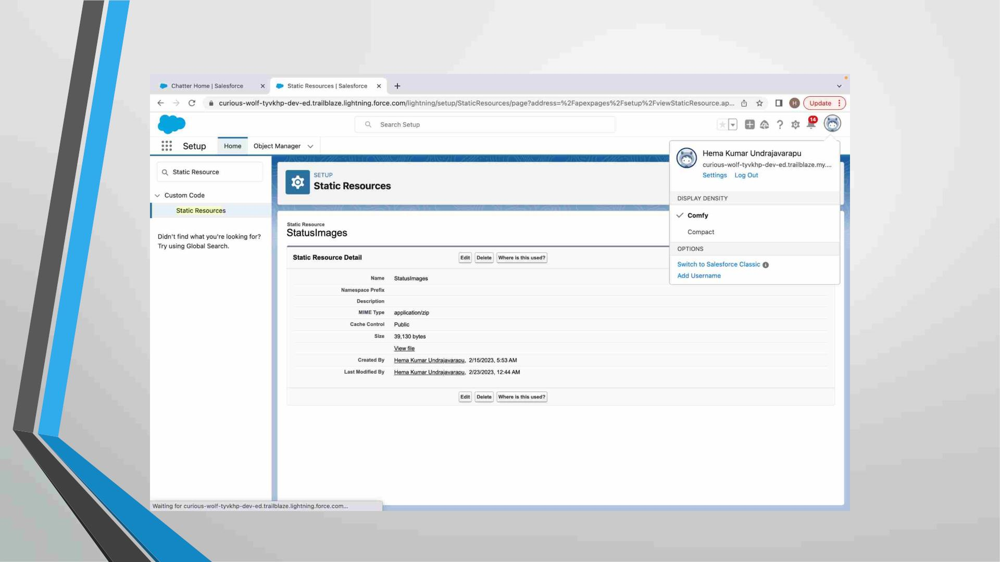 Chatter Home | Salesforce
Static Resources | Salesforce
curious-wolf-tyvkhp-dev-ed.trailblaze.lightning.force.com/lightning/setup/StaticResources/page?address=%2Fapexpages%2Fsetup%2FviewStaticResource.ap...
H
Update
Search Setup
14
Setup
Home
Object Manager
Hema Kumar Undrajavarapu
curious-wolf-tyvkhp-dev-ed.trailblaze.my....
Settings Log Out
DISPLAY DENSITY
Comfy
Compact
OPTIONS
Switch to Salesforce Classic
Add Username
Static Resource
Custom Code
Static Resources
Didn't find what you're looking for?
Try using Global Search.
SETUP
Static Resources
Static Resource
StatusImages
Static Resource Detail
Edit Delete Where is this used?
Name StatusImages
Namespace Prefix
Description
MIME Type application/zip
Cache Control Public
Size 39,130 bytes
View file
Created By Hema Kumar Undrajavarapu, 2/15/2023, 5:53 AM
Last Modified By Hema Kumar Undrajavarapu, 2/23/2023, 12:44 AM
Edit Delete Where is this used?
Waiting for curious-wolf-tyvkhp-dev-ed.trailblaze.lightning.force.com...